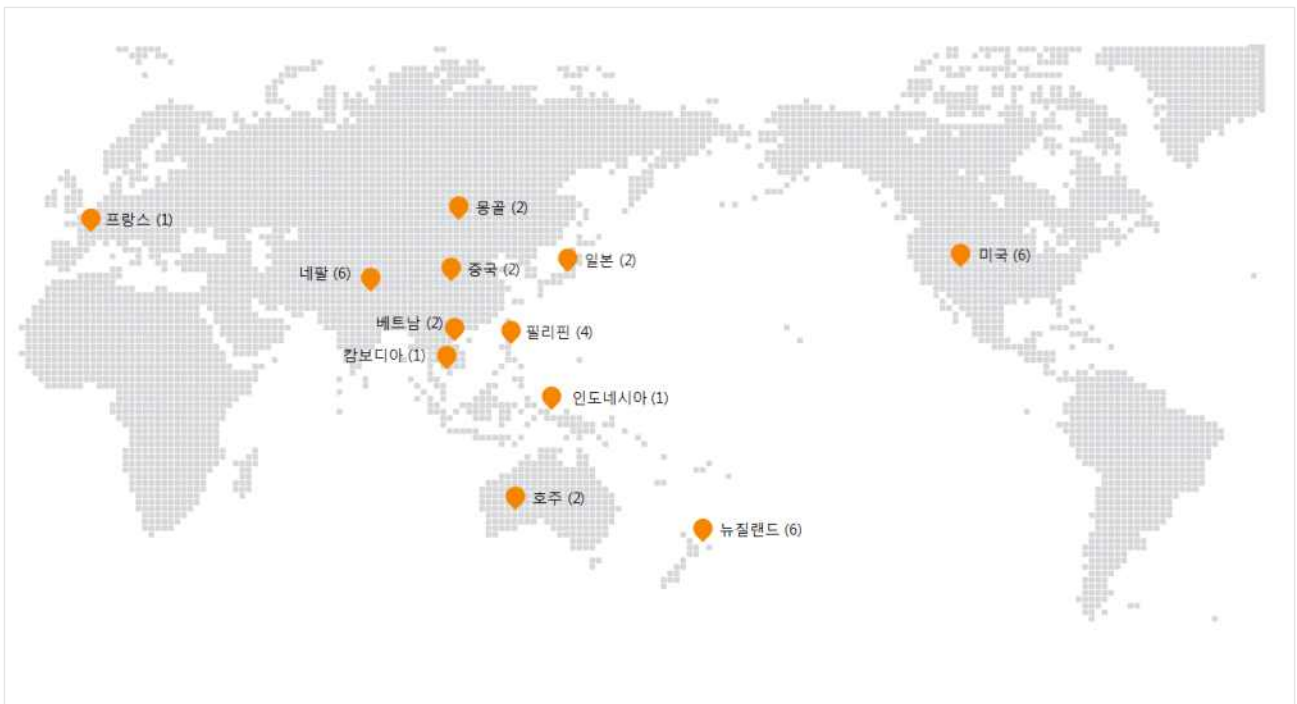 몽골 (2)
프랑스 (1)
미국 (6)
일본 (2)
중국 (2)
네팔 (6)
베트남 (2)
필리핀 (4)
캄보디아 (1)
인도네시아 (1)
호주 (2)
뉴질랜드 (6)